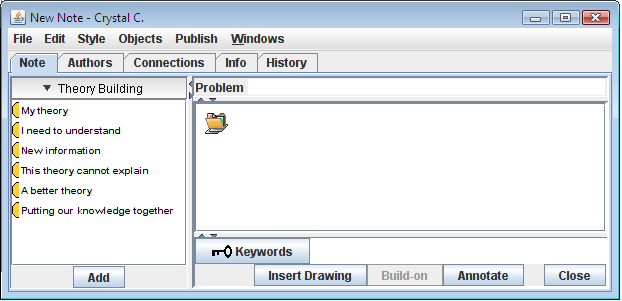 New Note - Crystal C.
File Edit Style Objects Publish Windows
Note Authors Connections Info History
Theory Building
Problem
My theory
I need to understand
New information
This theory cannot explain
A better theory
Putting our knowledge together
Keywords
Add
Insert Drawing Build-on Annotate Close